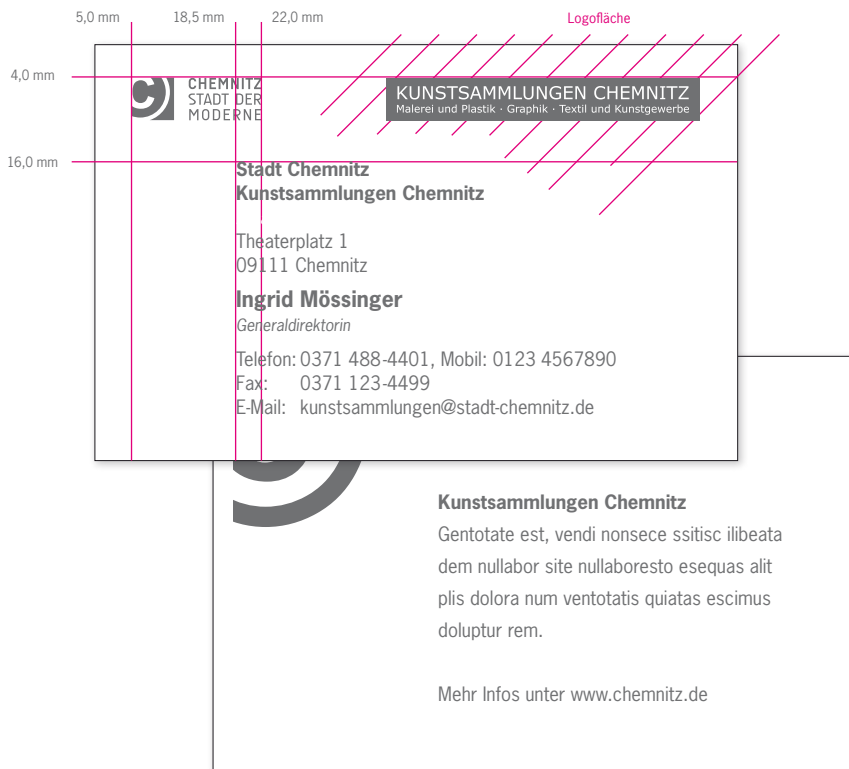 5,0 mm 18,5 mm 22,0 mm Logofläche
4,0 mm
CHEMNITZ
STADT DER
MODERNE
KUNSTSAMMLUNGEN CHEMNITZ
Malerei und Plastik · Graphik · Textil und Kunstgewerbe
16,0 mm
Stadt Chemnitz
Kunstsammlungen Chemnitz
Theaterplatz 1
09111 Chemnitz
Ingrid Mössinger
Generaldirektorin
Telefon: 0371 488-4401, Mobil: 0123 4567890
Fax: 0371 123-4499
E-Mail: kunstsammlungen@stadt-chemnitz.de
Kunstsammlungen Chemnitz
Gentotate est, vendi nonsece ssitisc ilibeata
dem nullabor site nullaboresto esequas alit
plis dolora num ventotatis quiatas escimus
doluptur rem.
Mehr Infos unter www.chemnitz.de